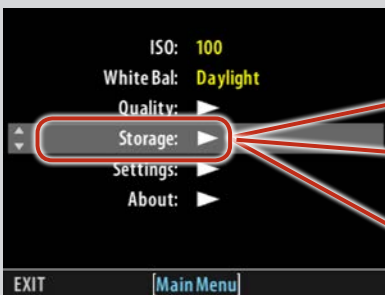 ISO: 100
White Bal: Daylight
Quality:
Storage:
Settings:
About:
EXIT [Main Menu]